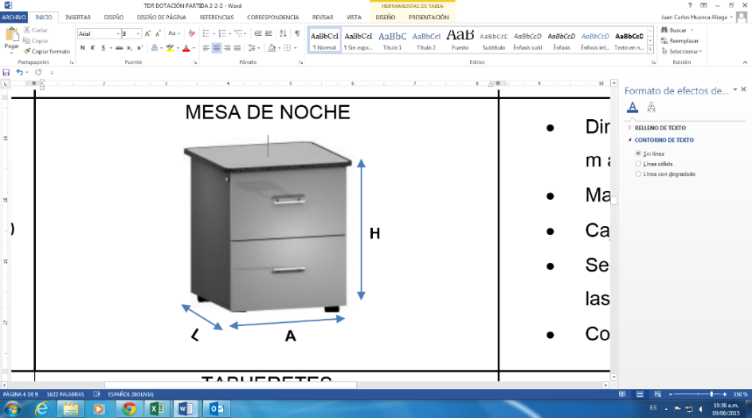 TDR DOTACIÓN PARTIDA 2-2-2 - Word
HERRAMIENTAS DE TABLA
ARCHIVO INICIO INSERTAR DISEÑO DISEÑO DE PÁGINA REFERENCIAS CORRESPONDENCIA REVISAR VISTA DISEÑO PRESENTACIÓN
Juan Carlos Huanca Aliaga
Pegar
Cortar
Copiar
Copiar formato
Portapapeles
Arial 9
N K S
Fuente
Párrafo
AaBbCcI AaBbCcI AaBbC AaBbCcI AaB AaBbCcC AaBbCcD AaBbCcD AaBbCcD AaBbCcD
¶ Normal ¶ Sin espa... Título 1 Título 2 Puesto Subtítulo Énfasis sutil Énfasis Énfasis int... Texto en n...
Estilos
Buscar
Reemplazar
Seleccionar
Edición
MESA DE NOCHE
H
L
A
)
Dir
m a
Ma
Ca
Se
las
Co
TABURETES
Formato de efectos de...
RELLENO DE TEXTO
CONTORNO DE TEXTO
Sin línea
Línea sólida
Línea con degradado
PÁGINA 4 DE 9 1622 PALABRAS ESPAÑOL (BOLIVIA)
350 %
ES
10:36 a.m.
09/06/2015